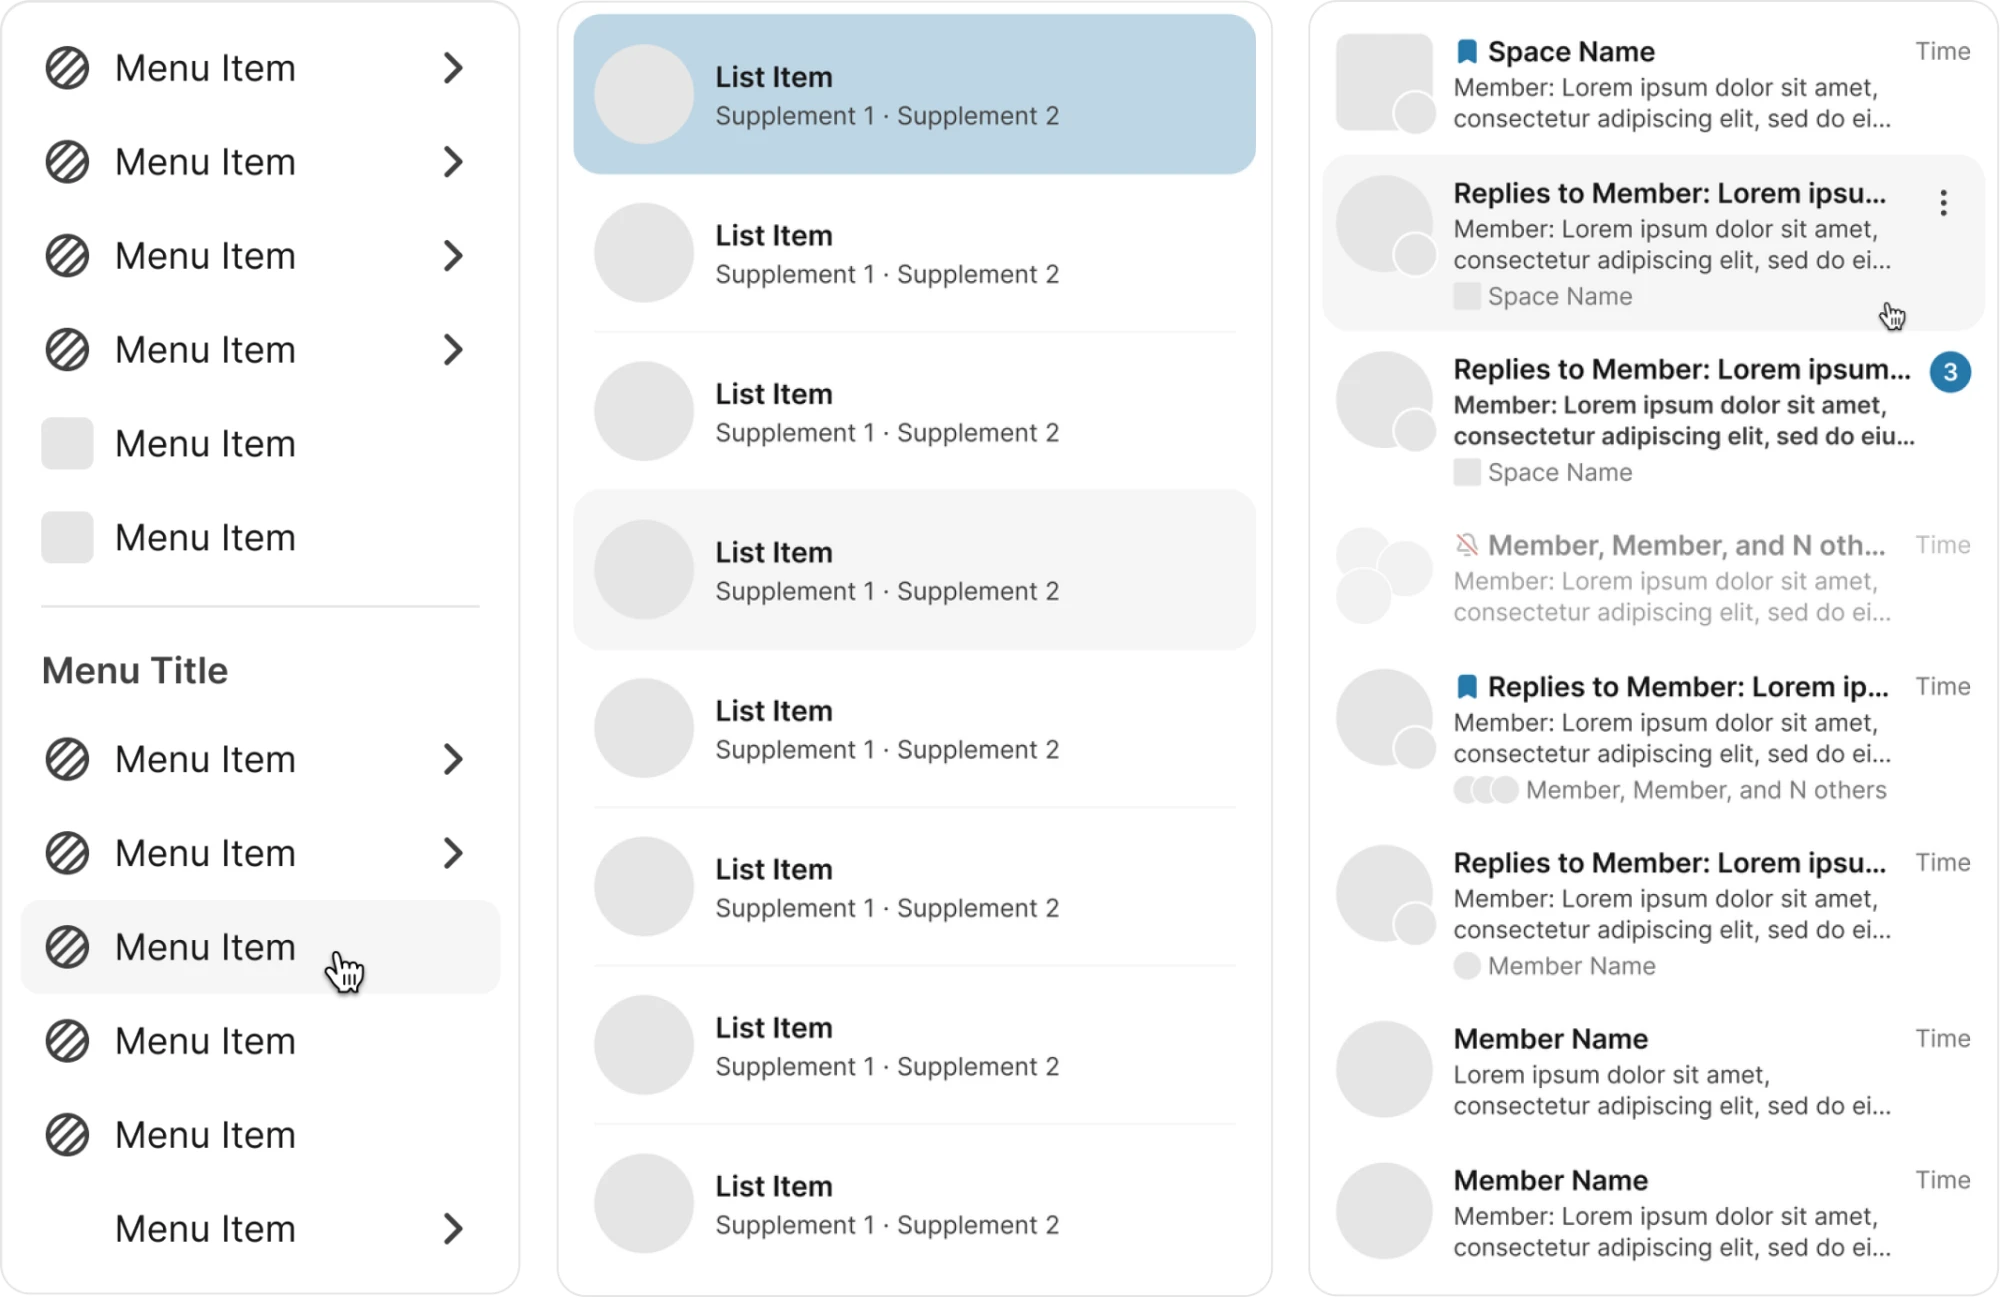 Menu Item
Menu Item
Menu Item
Menu Item
Menu Item
Menu Item
Menu Title
Menu Item
Menu Item
Menu Item
Menu Item
Menu Item
Menu Item
List Item
Supplement 1 · Supplement 2
List Item
Supplement 1 · Supplement 2
List Item
Supplement 1 · Supplement 2
List Item
Supplement 1 · Supplement 2
List Item
Supplement 1 · Supplement 2
List Item
Supplement 1 · Supplement 2
List Item
Supplement 1 · Supplement 2
List Item
Supplement 1 · Supplement 2
Space Name Time
Member: Lorem ipsum dolor sit amet,
consectetur adipiscing elit, sed do ei...
Replies to Member: Lorem ipsu...
Member: Lorem ipsum dolor sit amet,
consectetur adipiscing elit, sed do ei...
Space Name
Replies to Member: Lorem ipsum... 3
Member: Lorem ipsum dolor sit amet,
consectetur adipiscing elit, sed do eiu...
Space Name
Member, Member, and N oth... Time
Member: Lorem ipsum dolor sit amet,
consectetur adipiscing elit, sed do ei...
Replies to Member: Lorem ip... Time
Member: Lorem ipsum dolor sit amet,
consectetur adipiscing elit, sed do ei...
Member, Member, and N others
Replies to Member: Lorem ipsu... Time
Member: Lorem ipsum dolor sit amet,
consectetur adipiscing elit, sed do ei...
Member Name
Member Name Time
Lorem ipsum dolor sit amet,
consectetur adipiscing elit, sed do ei...
Member Name Time
Member: Lorem ipsum dolor sit amet,
consectetur adipiscing elit, sed do ei...